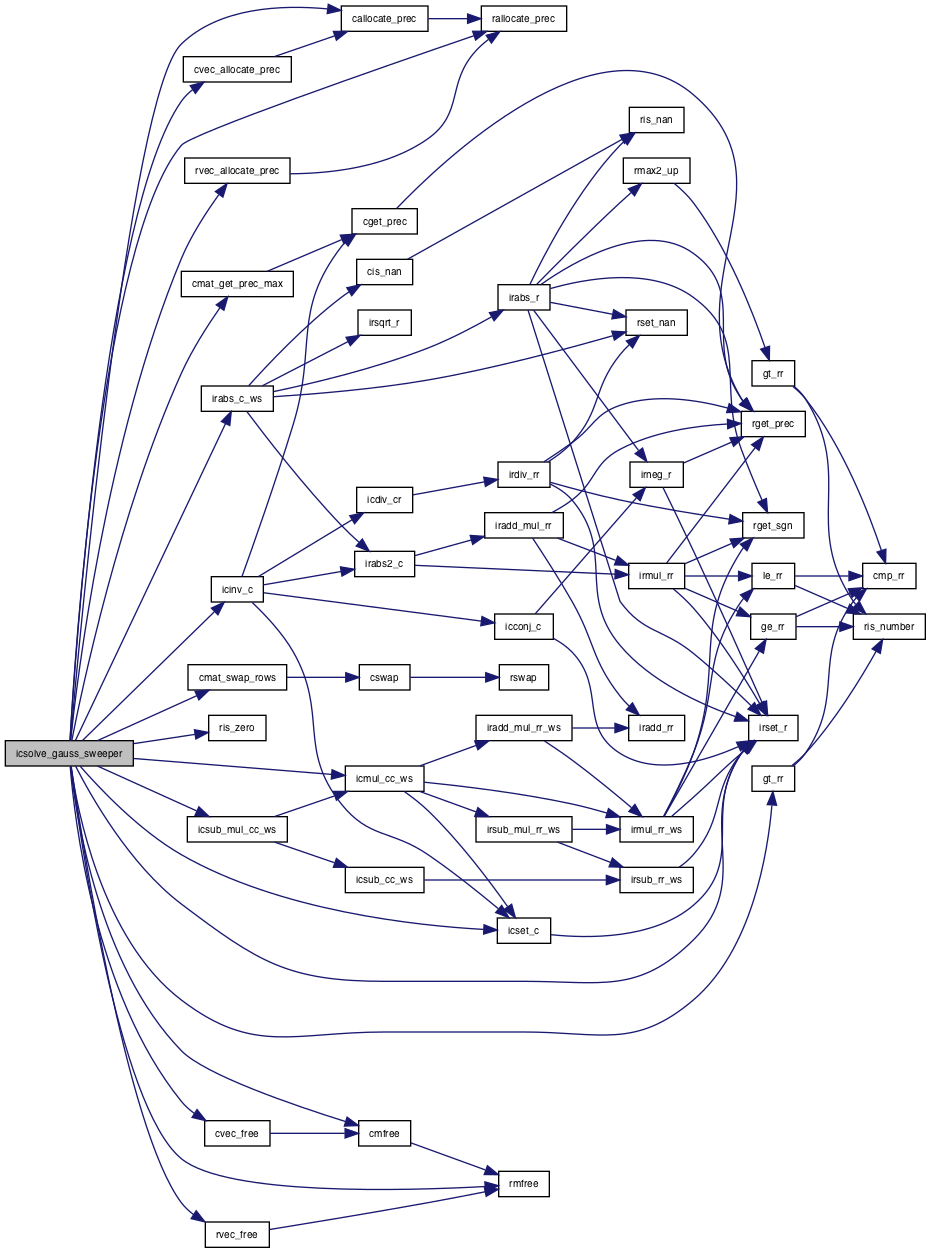 callocate_prec
rallocate_prec
cvec_allocate_prec
ris_nan
rvec_allocate_prec
rmax2_up
cget_prec
cis_nan
cmat_get_prec_max
irabs_r
irsqrt_r
rset_nan
gt_rr
irabs_c_ws
rget_prec
irdiv_rr
irneg_r
icdiv_cr
iradd_mul_rr
rget_sgn
irabs2_c
irmul_rr
le_rr
cmp_rr
icinv_c
icconj_c
ge_rr
ris_number
cmat_swap_rows
cswap
rswap
ris_zero
iradd_mul_rr_ws
iradd_rr
irset_r
icsolve_gauss_sweeper
icmul_cc_ws
gt_rr
icsub_mul_cc_ws
irsub_mul_rr_ws
irmul_rr_ws
icsub_cc_ws
irsub_rr_ws
icset_c
cvec_free
cmfree
rmfree
rvec_free